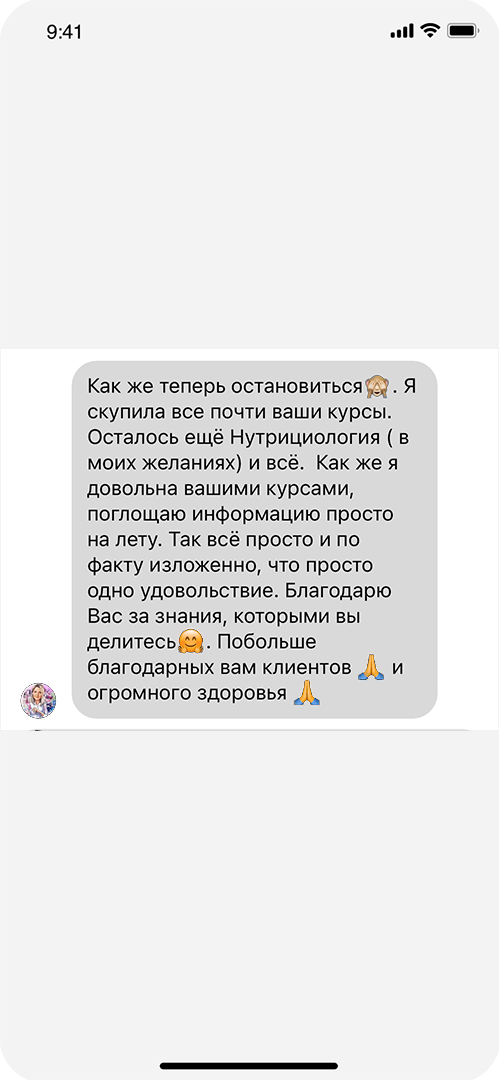 9:41
Как же теперь остановиться🙈. Я
скупила все почти ваши курсы.
Осталось ещё Нутрициология ( в
моих желаниях) и всё.  Как же я
довольна вашими курсами,
поглощаю информацию просто
на лету. Так всё просто и по
факту изложенно, что просто
одно удовольствие. Благодарю
Вас за знания, которыми вы
делитесь🤗. Побольше
благодарных вам клиентов 🙏 и
огромного здоровья 🙏